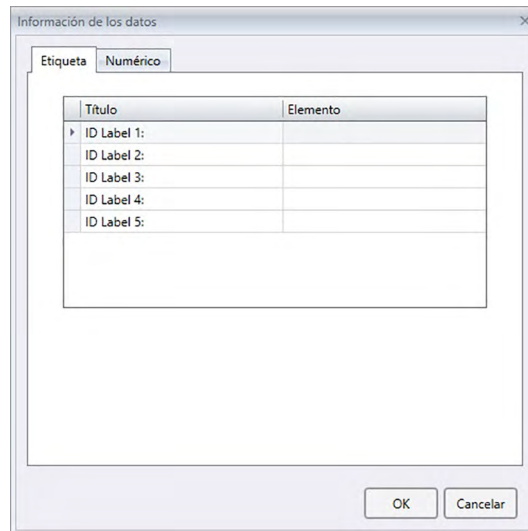 Información de los datos
Etiqueta Numérico
Título Elemento
ID Label 1:
ID Label 2:
ID Label 3:
ID Label 4:
ID Label 5:
OK Cancelar